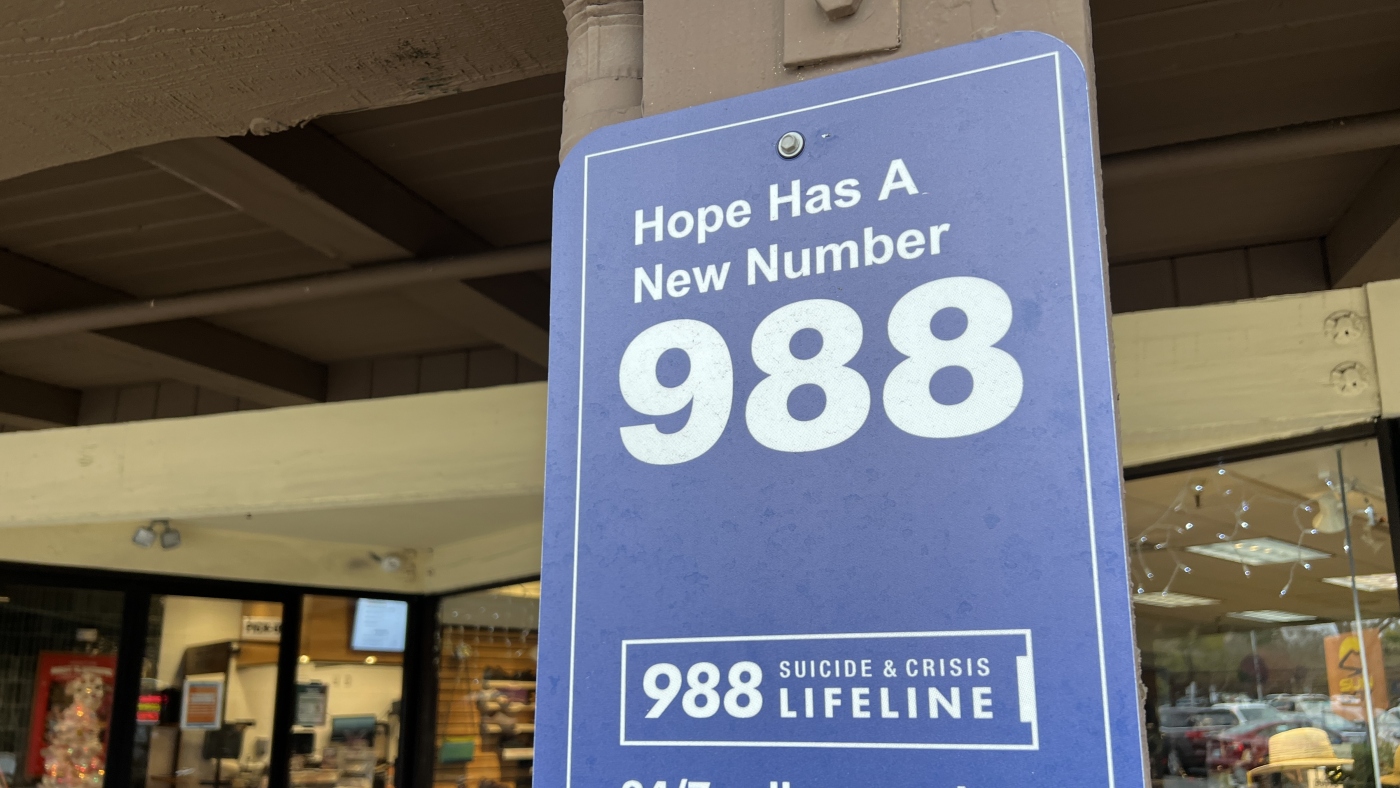 Hope Has A
New Number
988
988 SUICIDE & CRISIS
LIFELINE